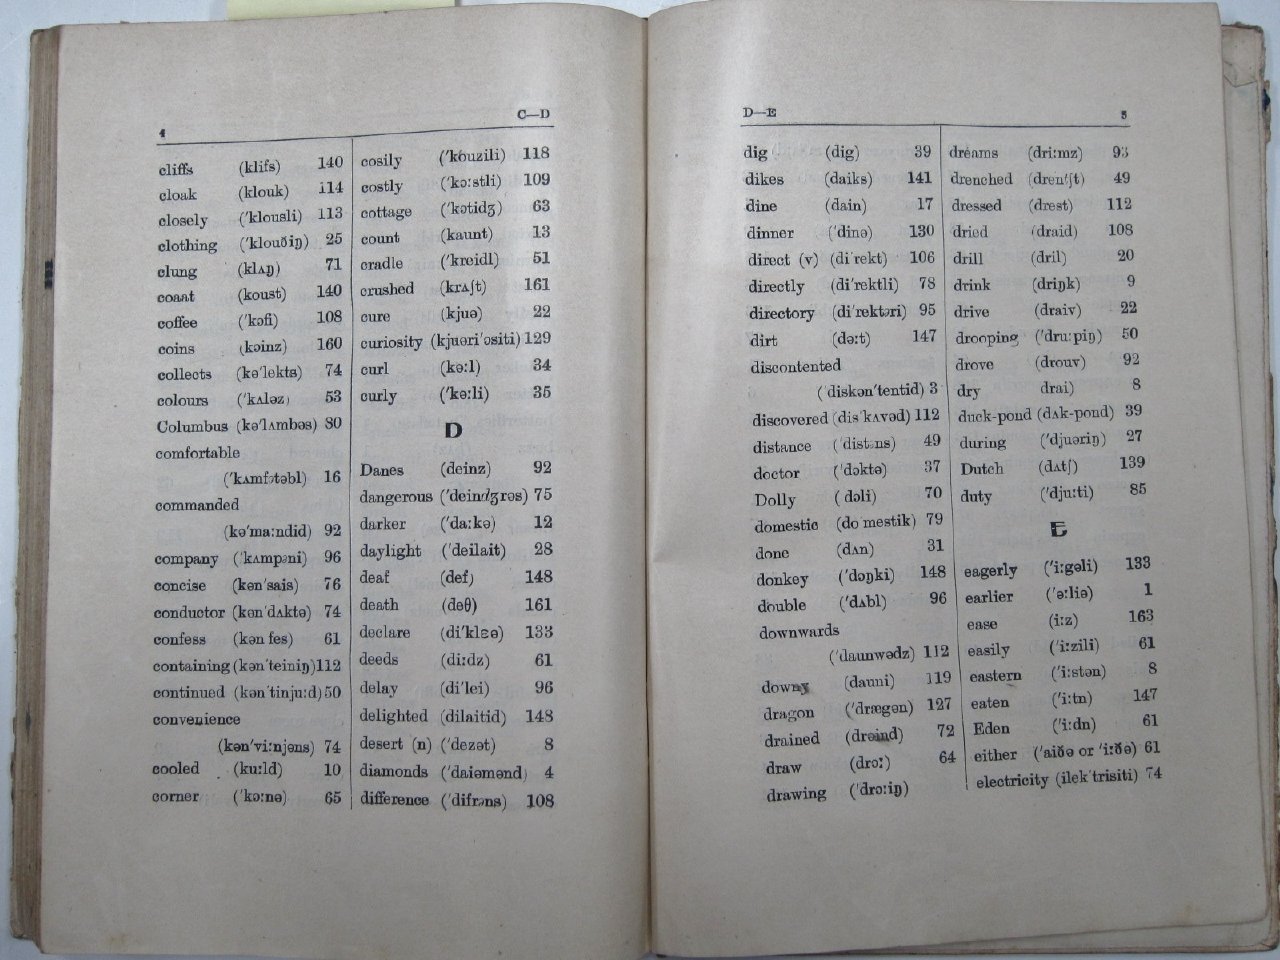 4
C—D
cliffs (klifs) 140
cloak (klouk) 114
closely ('klousli) 113
clothing ('klouðiŋ) 25
clung (klʌŋ) 71
coaat (koust) 140
coffee ('kəfi) 108
coins (kəinz) 160
collects (kə'lekts) 74
colours ('kʌləz) 53
Columbus (kə'lʌmbəs) 80
comfortable
('kʌmfətəbl) 16
commanded
(kə'ma:ndid) 92
company ('kʌmpəni) 96
concise (kən'sais) 76
conductor (kən'dʌktə) 74
confess (kən fes) 61
containing (kən'teiniŋ) 112
continued (kən'tinju:d) 50
convenience
(kən'vi:njəns) 74
cooled (ku:ld) 10
corner ('kə:nə) 65
cosily ('kouzili) 118
costly ('kə:stli) 109
cottage ('kətidʒ) 63
count (kaunt) 13
cradle ('kreidl) 51
crushed (krʌʃt) 161
cure (kjuə) 22
curiosity (kjuəri'əsiti) 129
curl (kə:l) 34
curly ('kə:li) 35
D
Danes (deinz) 92
dangerous ('deindʒrəs) 75
darker ('da:kə) 12
daylight ('deilait) 28
deaf (def) 148
death (deθ) 161
declare (di'klɛə) 133
deeds (di:dz) 61
delay (di'lei) 96
delighted (dilaitid) 148
desert (n) ('dezət) 8
diamonds ('daiəmənd) 4
difference ('difrəns) 108
D—E
5
dig (dig) 39
dikes (daiks) 141
dine (dain) 17
dinner ('dinə) 130
direct (v) (di'rekt) 106
directly (di'rektli) 78
directory (di'rektəri) 95
dirt (də:t) 147
discontented
('diskən'tentid) 3
discovered (dis'kʌvəd) 112
distance ('distəns) 49
doctor ('dəktə) 37
Dolly (dəli) 70
domestic (do mestik) 79
done (dʌn) 31
donkey ('dəŋki) 148
double ('dʌbl) 96
downwards
('daunwədz) 112
downy (dauni) 119
dragon ('drægən) 127
drained (dreind) 72
draw (drɔ:) 64
drawing ('drɔ:iŋ)
dreams (dri:mz) 93
drenched (drentʃt) 49
dressed (drest) 112
dried (draid) 108
drill (dril) 20
drink (driŋk) 9
drive (draiv) 22
drooping ('dru:piŋ) 50
drove (drouv) 92
dry drai) 8
duck-pond (dʌk-pond) 39
during ('djuəriŋ) 27
Dutch (dʌtʃ) 139
duty ('dju:ti) 85
E
eagerly ('i:gəli) 133
earlier ('ə:liə) 1
ease (i:z) 163
easily ('i:zili) 61
eastern ('i:stən) 8
eaten ('i:tn) 147
Eden ('i:dn) 61
either ('aiðə or 'i:ðə) 61
electricity (ilek'trisiti) 74